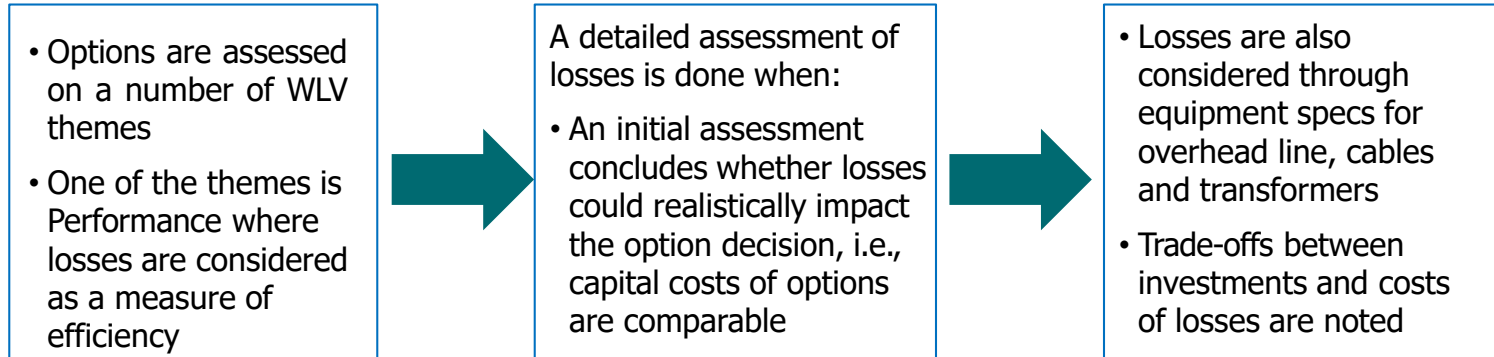 • Options are assessed
on a number of WLV
themes
• One of the themes is
Performance where
losses are considered
as a measure of
efficiency
A detailed assessment of
losses is done when:
• An initial assessment
concludes whether losses
could realistically impact
the option decision, i.e.,
capital costs of options
are comparable
• Losses are also
considered through
equipment specs for
overhead line, cables
and transformers
• Trade-offs between
investments and costs
of losses are noted